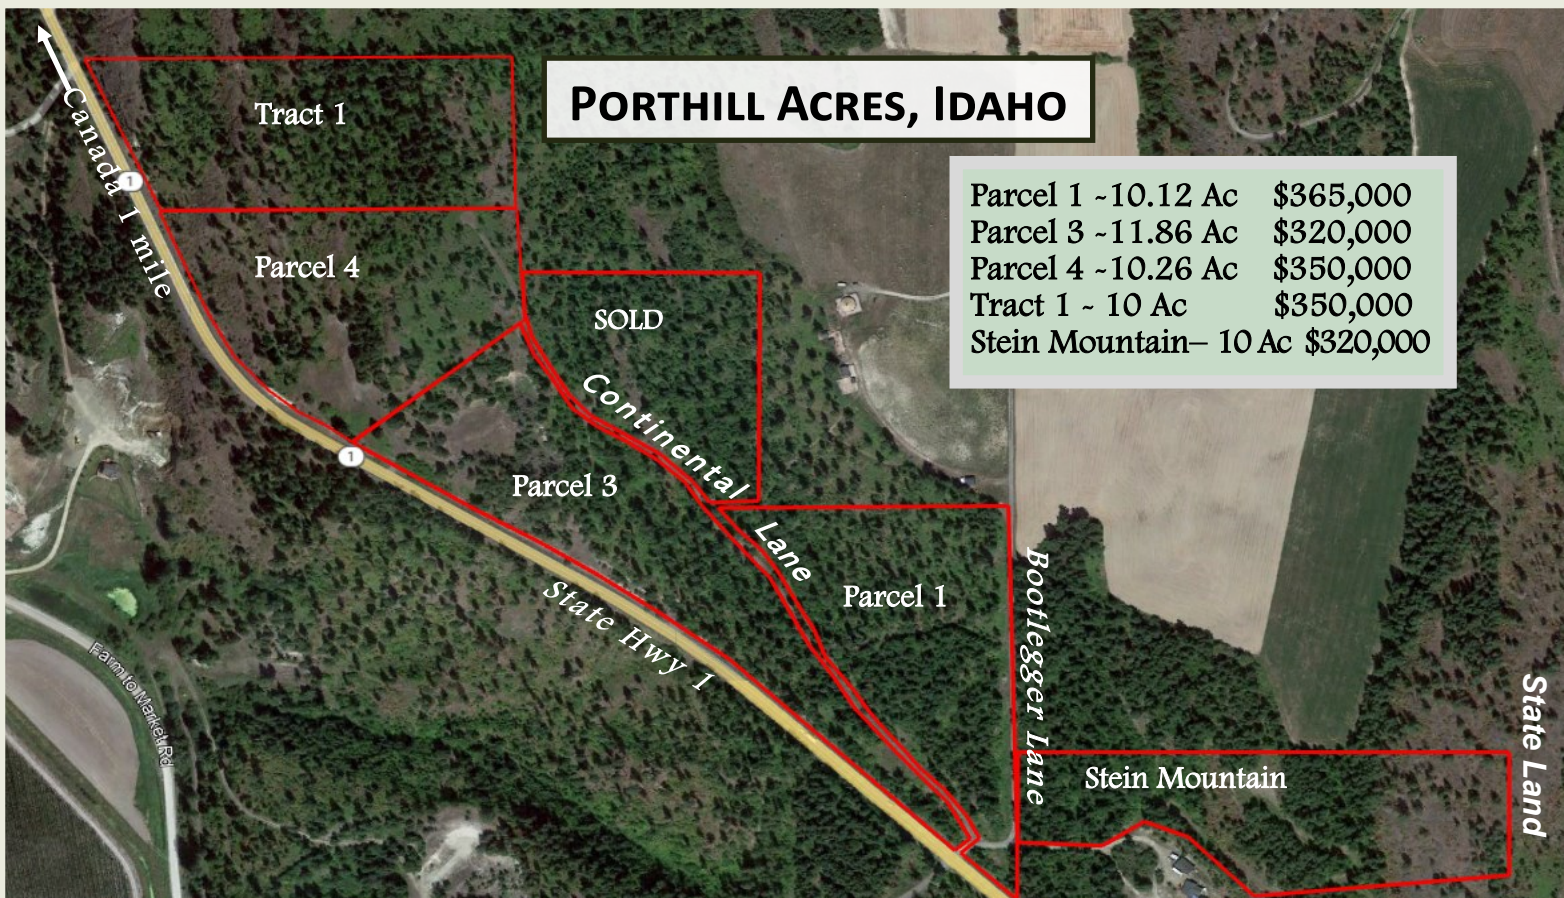 PORTHILL ACRES, IDAHO
Parcel 1 ~10.12 Ac $365,000
Parcel 3 ~11.86 Ac $320,000
Parcel 4 ~10.26 Ac $350,000
Tract 1 ~ 10 Ac $350,000
Stein Mountain– 10 Ac $320,000
Canada 1 mile
1
Tract 1
Parcel 4
SOLD
Continental Lane
1
Parcel 3
Parcel 1
State Hwy 1
Bootlegger Lane
Farm to Market Rd
Stein Mountain
State Land